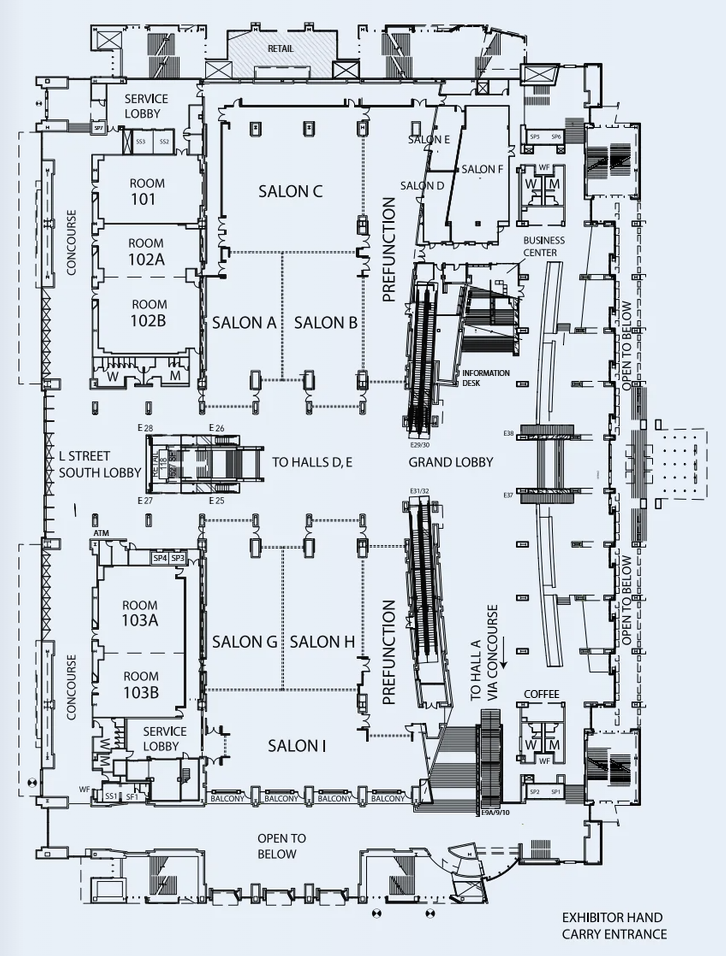 RETAIL
SERVICE
LOBBY
SP7
SS3
SS2
SP5
SP6
WF
W
M
ROOM
101
ROOM
102A
ROOM
102B
W
M
CONCOURSE
SALON C
SALON A
SALON B
PREFUNCTION
SALON E
SALON D
SALON F
BUSINESS
CENTER
INFORMATION
DESK
OPEN TO BELOW
L STREET
SOUTH LOBBY
E 28
E 26
E 27
E 25
TO HALLS D, E
GRAND LOBBY
E29/30
E31/32
E38
E37
ATM
SP4
SP3
ROOM
103A
ROOM
103B
CONCOURSE
SERVICE
LOBBY
W
M
WF
SS1
SF1
SALON G
SALON H
SALON I
PREFUNCTION
TO HALL A
VIA CONCOURSE
OPEN TO BELOW
COFFEE
W
M
WF
SP2
SP1
BALCONY
BALCONY
BALCONY
BALCONY
E9A/9/10
OPEN TO
BELOW
EXHIBITOR HAND
CARRY ENTRANCE